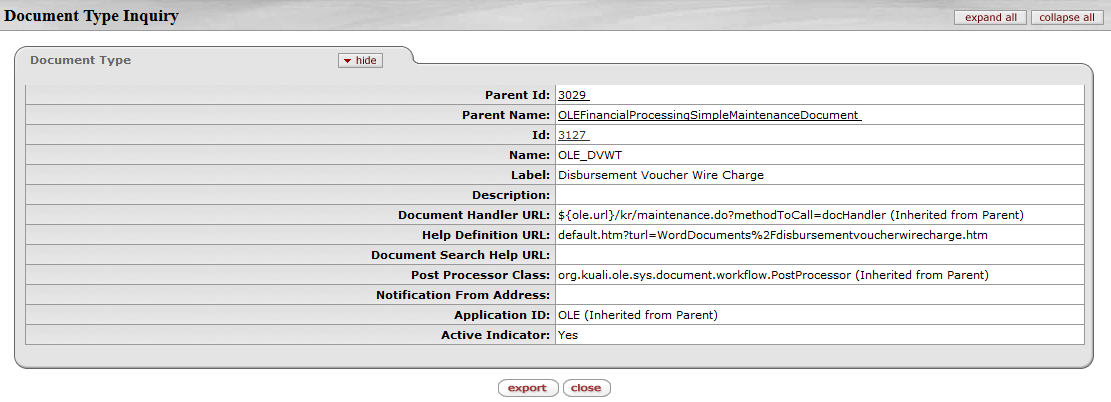 Document Type Inquiry
expand all
collapse all
Document Type
hide
Parent Id: 3029
Parent Name: OLEFinancialProcessingSimpleMaintenanceDocument
Id: 3127
Name: OLE_DVWT
Label: Disbursement Voucher Wire Charge
Description:
Document Handler URL: ${ole.url}/kr/maintenance.do?methodToCall=docHandler (Inherited from Parent)
Help Definition URL: default.htm?turl=WordDocuments%2Fdisbursementvoucherwirecharge.htm
Document Search Help URL:
Post Processor Class: org.kuali.ole.sys.document.workflow.PostProcessor (Inherited from Parent)
Notification From Address:
Application ID: OLE (Inherited from Parent)
Active Indicator: Yes
export
close